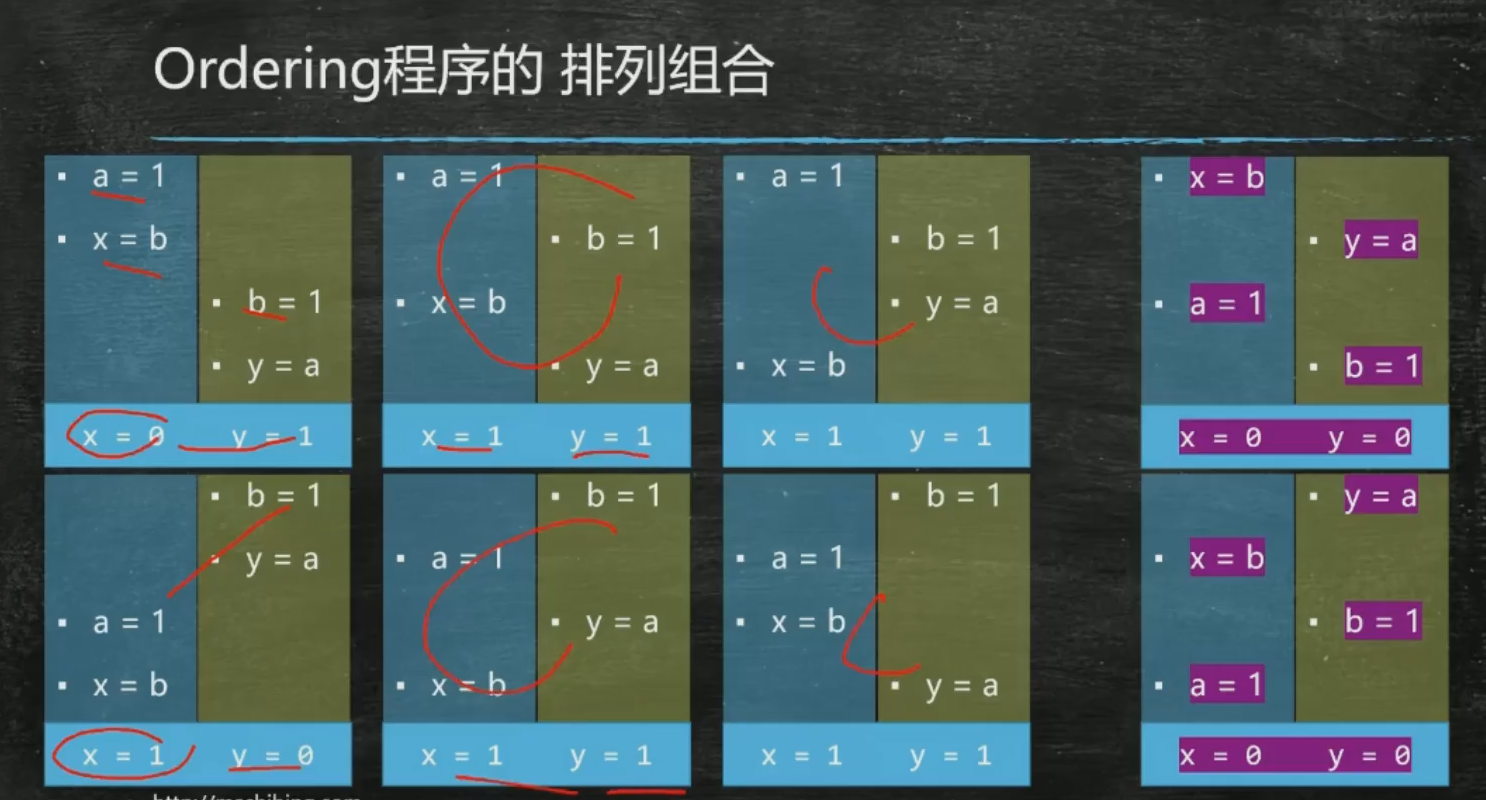 Ordering程序的 排列组合
▪ a = 1
▪ x = b
▪ b = 1
▪ y = a
x = 0 y = 1
▪ a = 1
▪ b = 1
▪ x = b
▪ y = a
x = 1 y = 1
▪ a = 1
▪ b = 1
▪ y = a
▪ x = b
x = 1 y = 1
▪ x = b
▪ y = a
▪ a = 1
▪ b = 1
x = 0 y = 0
▪ b = 1
▪ y = a
▪ a = 1
▪ x = b
x = 1 y = 0
▪ b = 1
▪ a = 1
▪ y = a
▪ x = b
x = 1 y = 1
▪ b = 1
▪ a = 1
▪ x = b
▪ y = a
x = 1 y = 1
▪ y = a
▪ x = b
▪ b = 1
▪ a = 1
x = 0 y = 0